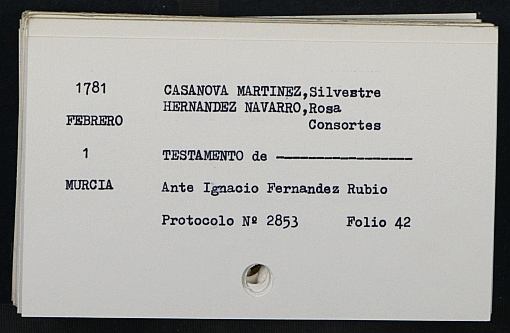 1781 CASANOVA MARTINEZ,Silvestre
HERNANDEZ NAVARRO,Rosa
FEBRERO Consortes
1 TESTAMENTO de -----------------
MURCIA Ante Ignacio Fernandez Rubio
Protocolo Nº 2853 Folio 42